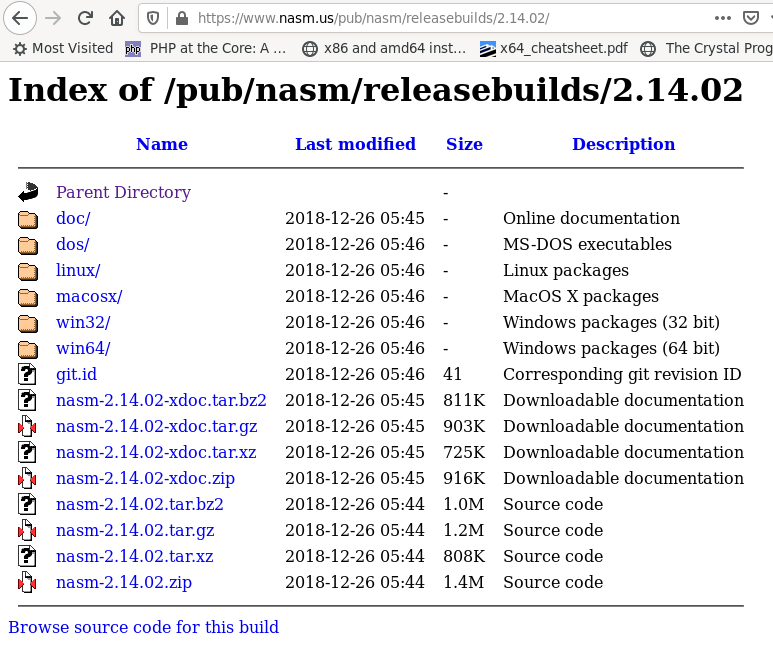 https://www.nasm.us/pub/nasm/releasebuilds/2.14.02/
Most Visited PHP at the Core: A ... x86 and amd64 inst... x64_cheatsheet.pdf The Crystal Prog
Index of /pub/nasm/releasebuilds/2.14.02
Name Last modified Size Description
Parent Directory -
doc/ 2018-12-26 05:45 - Online documentation
dos/ 2018-12-26 05:46 - MS-DOS executables
linux/ 2018-12-26 05:46 - Linux packages
macosx/ 2018-12-26 05:46 - MacOS X packages
win32/ 2018-12-26 05:46 - Windows packages (32 bit)
win64/ 2018-12-26 05:46 - Windows packages (64 bit)
git.id 2018-12-26 05:46 41 Corresponding git revision ID
nasm-2.14.02-xdoc.tar.bz2 2018-12-26 05:45 811K Downloadable documentation
nasm-2.14.02-xdoc.tar.gz 2018-12-26 05:45 903K Downloadable documentation
nasm-2.14.02-xdoc.tar.xz 2018-12-26 05:45 725K Downloadable documentation
nasm-2.14.02-xdoc.zip 2018-12-26 05:45 916K Downloadable documentation
nasm-2.14.02.tar.bz2 2018-12-26 05:44 1.0M Source code
nasm-2.14.02.tar.gz 2018-12-26 05:44 1.2M Source code
nasm-2.14.02.tar.xz 2018-12-26 05:44 808K Source code
nasm-2.14.02.zip 2018-12-26 05:44 1.4M Source code
Browse source code for this build